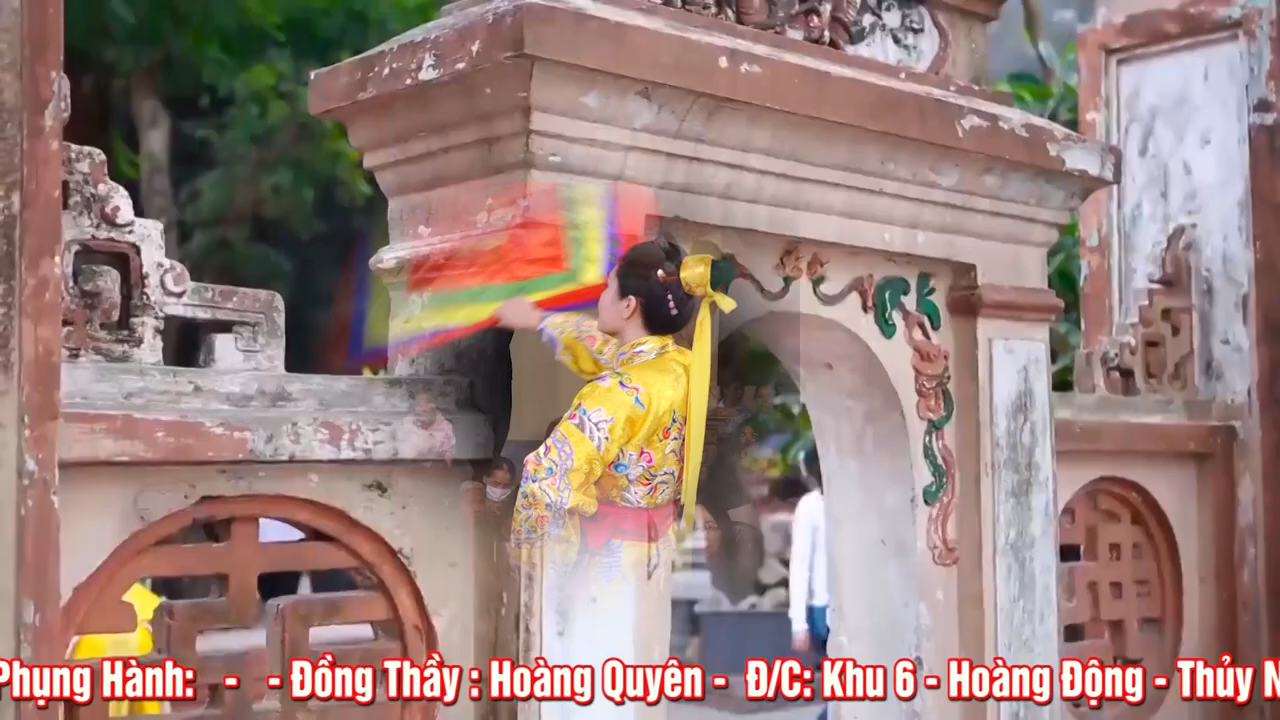 Phụng Hành: - - Đồng Thầy : Hoàng Quyên - Đ/C: Khu 6 - Hoàng Động - Thủy N